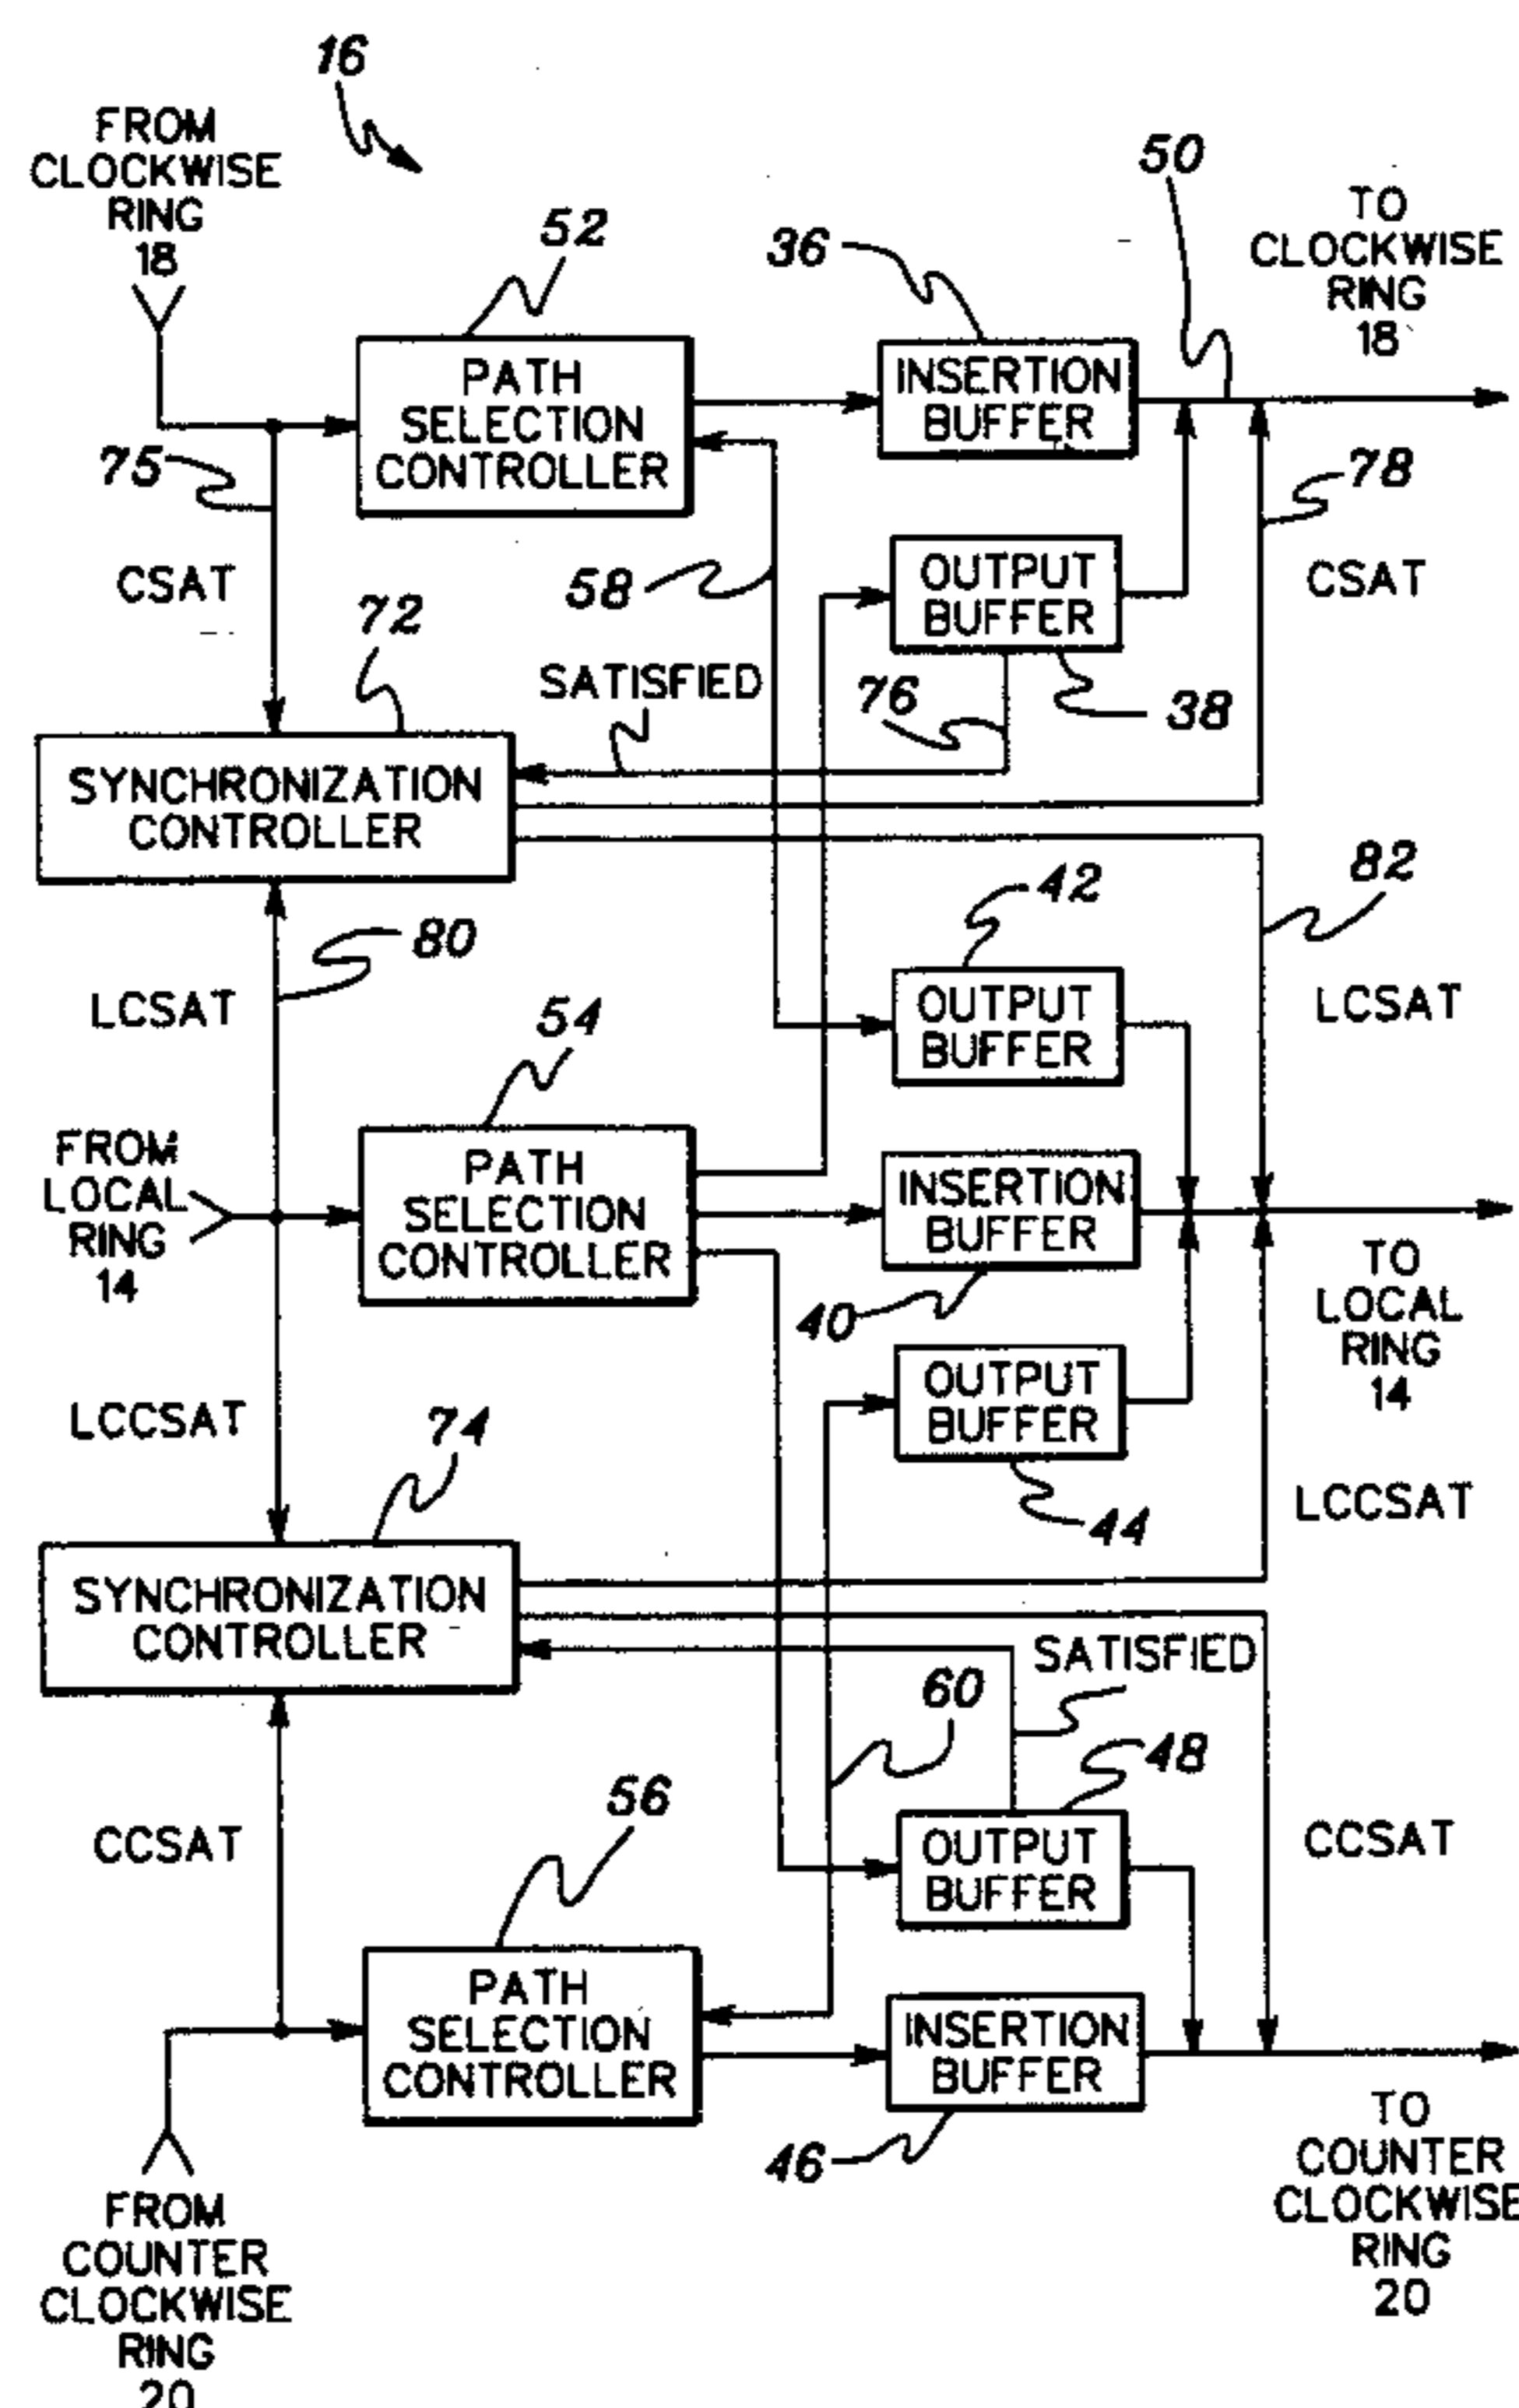 16
FROM
CLOCKWISE
RING
18
52
36
50
TO
CLOCKWISE
RING
18
PATH
SELECTION
CONTROLLER
INSERTION
BUFFER
75
78
CSAT
58
OUTPUT
BUFFER
CSAT
72
SATISFIED
76
38
SYNCHRONIZATION
CONTROLLER
80
42
82
LCSAT
54
OUTPUT
BUFFER
LCSAT
FROM
LOCAL
RING
14
PATH
SELECTION
CONTROLLER
INSERTION
BUFFER
40
TO
LOCAL
RING
14
LCCSAT
74
OUTPUT
BUFFER
44
LCCSAT
SYNCHRONIZATION
CONTROLLER
SATISFIED
60
48
CCSAT
56
OUTPUT
BUFFER
CCSAT
PATH
SELECTION
CONTROLLER
INSERTION
BUFFER
46
TO
COUNTER
CLOCKWISE
RING
20
FROM
COUNTER
CLOCKWISE
RING
20